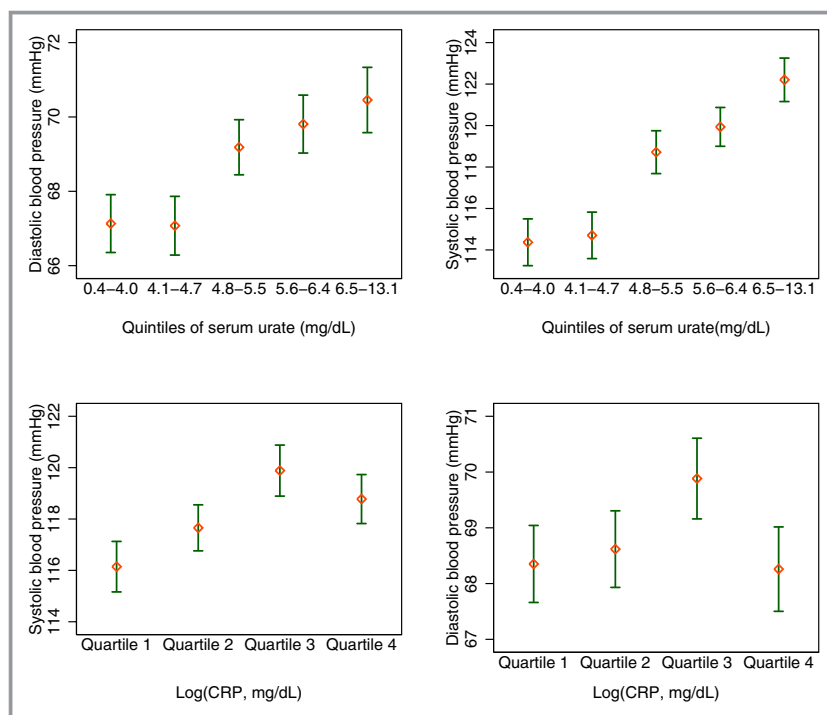 Diastolic blood pressure (mmHg)
72
70
68
66
0.4–4.0 4.1–4.7 4.8–5.5 5.6–6.4 6.5–13.1
Quintiles of serum urate (mg/dL)
Systolic blood pressure (mmHg)
124
122
120
118
116
114
0.4–4.0 4.1–4.7 4.8–5.5 5.6–6.4 6.5–13.1
Quintiles of serum urate(mg/dL)
Systolic blood pressure (mmHg)
122
120
118
116
114
Quartile 1 Quartile 2 Quartile 3 Quartile 4
Log(CRP, mg/dL)
Diastolic blood pressure (mmHg)
71
70
69
68
67
Quartile 1 Quartile 2 Quartile 3 Quartile 4
Log(CRP, mg/dL)